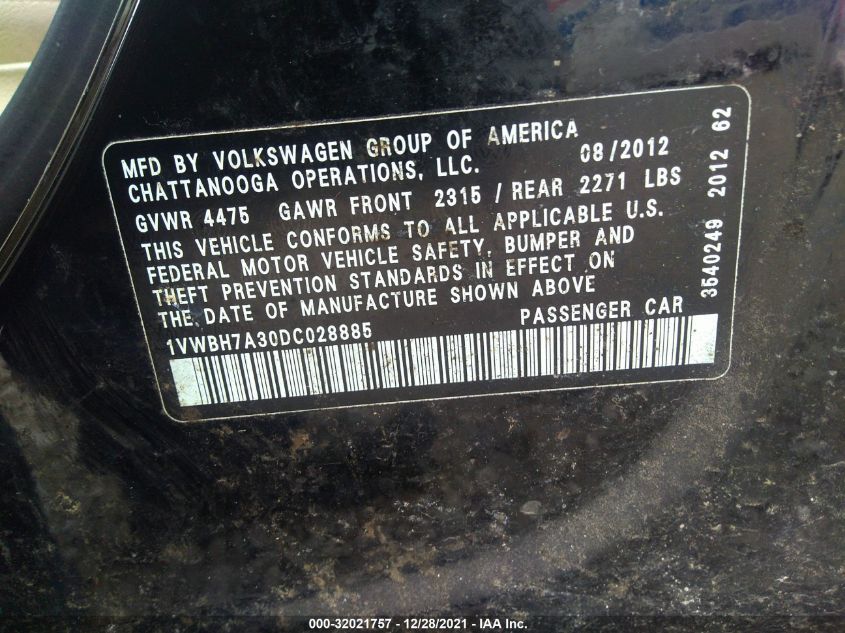 MFD BY VOLKSWAGEN GROUP OF AMERICA
CHATTANOOGA OPERATIONS, LLC. 08/2012
GVWR 4475 GAWR FRONT 2315 / REAR 2271 LBS
THIS VEHICLE CONFORMS TO ALL APPLICABLE U.S.
FEDERAL MOTOR VEHICLE SAFETY, BUMPER AND
THEFT PREVENTION STANDARDS IN EFFECT ON
THE DATE OF MANUFACTURE SHOWN ABOVE
1VWBH7A30DC028885 PASSENGER CAR
3540249 2012 62
000-32021757 - 12/28/2021 - IAA Inc.